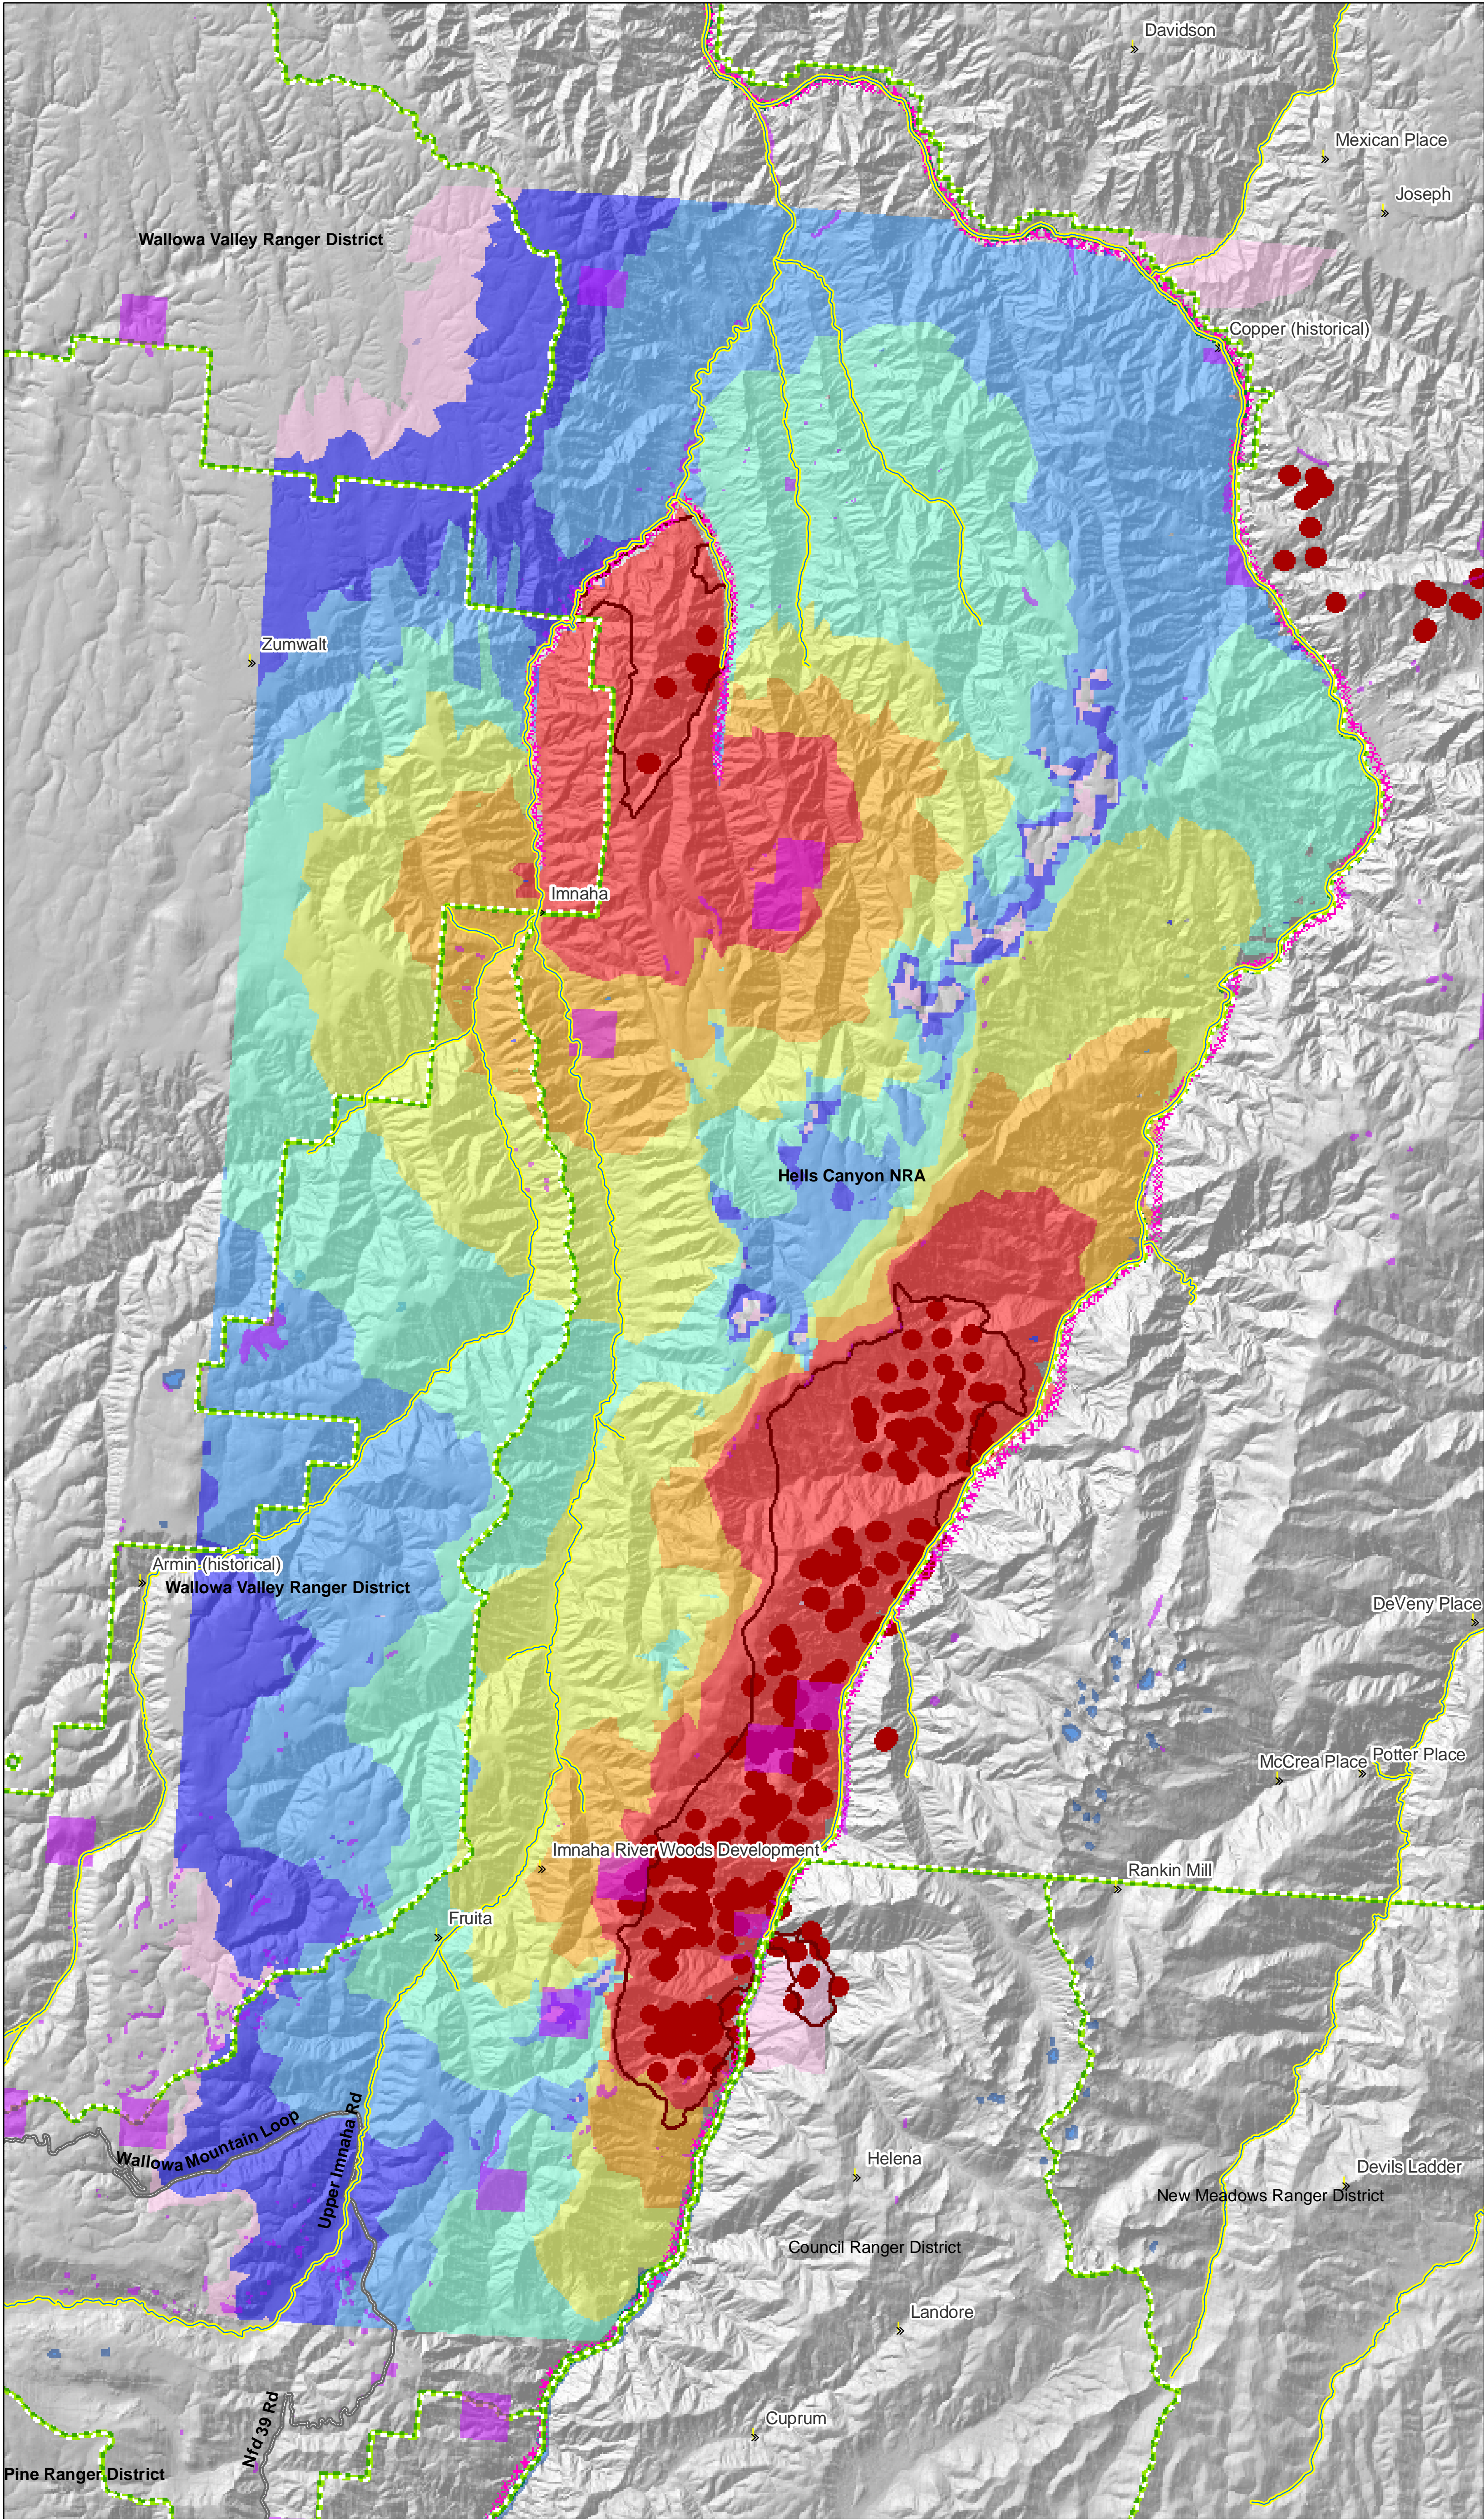 Davidson
Mexican Place
Joseph
Wallowa Valley Ranger District
Copper (historical)
Zumwalt
Imnaha
Hells Canyon NRA
Armin (historical)
Wallowa Valley Ranger District
DeVeny Place
McCrea Place
Potter Place
Imnaha River Woods Development
Rankin Mill
Fruita
Wallowa Mountain Loop
Upper Imnaha Rd
Helena
Devils Ladder
New Meadows Ranger District
Council Ranger District
Landore
Nfd 39 Rd
Cuprum
Pine Ranger District